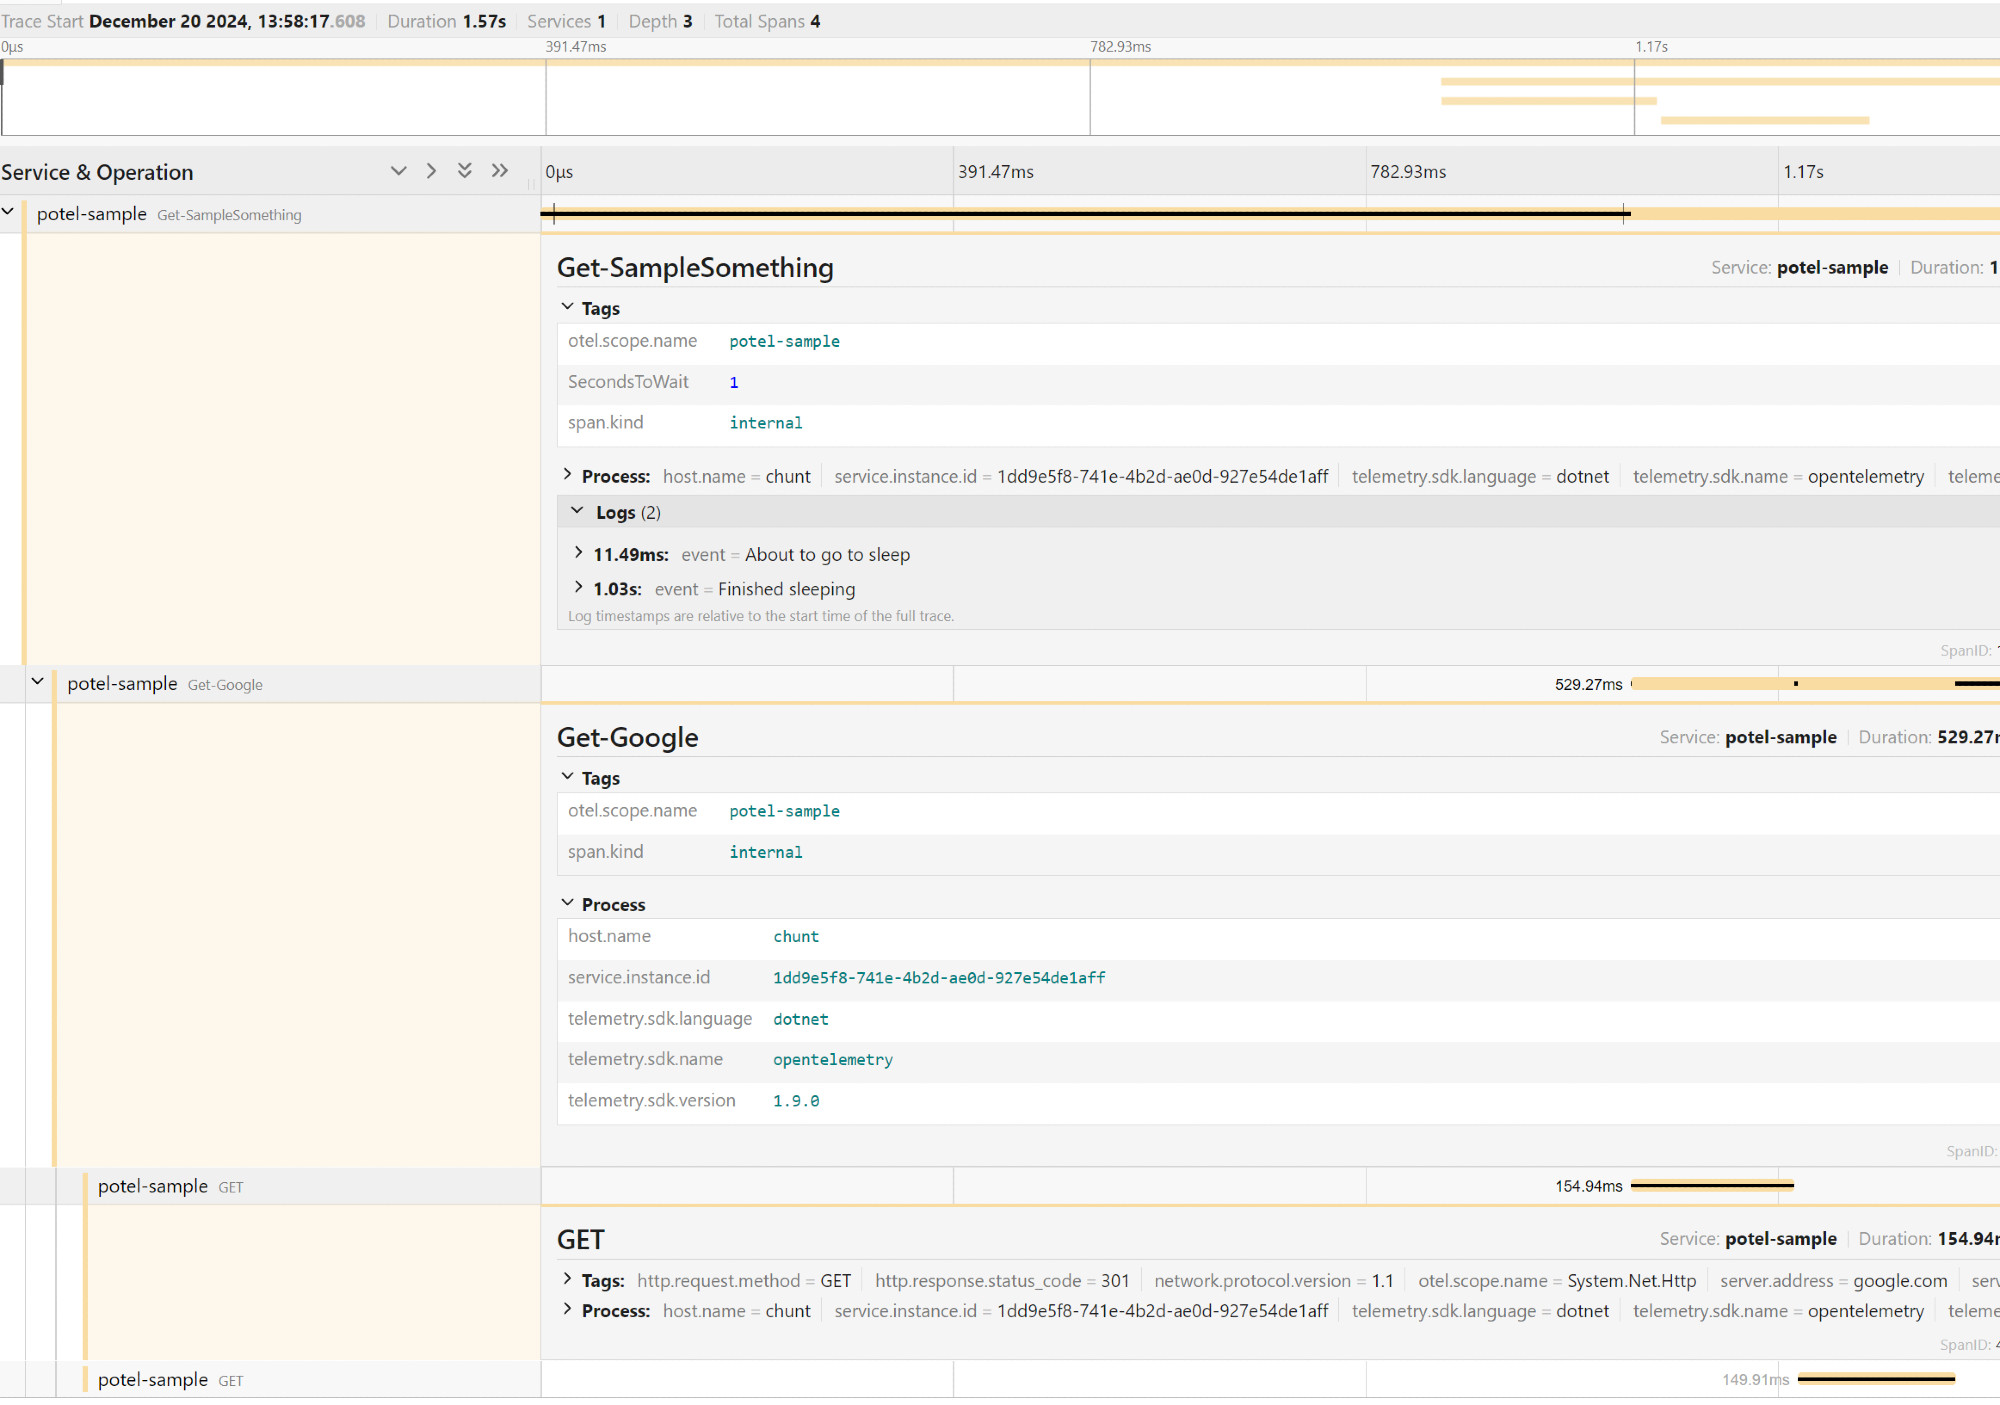 Trace Start December 20 2024, 13:58:17.608 Duration 1.57s Services 1 Depth 3 Total Spans 4
0μs 391.47ms 782.93ms 1.17s
Service & Operation 0μs 391.47ms 782.93ms 1.17s
potel-sample Get-SampleSomething
Get-SampleSomething Service: potel-sample Duration: 1
Tags
otel.scope.name potel-sample
SecondsToWait 1
span.kind internal
Process: host.name = chunt service.instance.id = 1dd9e5f8-741e-4b2d-ae0d-927e54de1aff telemetry.sdk.language = dotnet telemetry.sdk.name = opentelemetry teleme
Logs (2)
11.49ms: event = About to go to sleep
1.03s: event = Finished sleeping
Log timestamps are relative to the start time of the full trace.
SpanID:
potel-sample Get-Google 529.27ms
Get-Google Service: potel-sample Duration: 529.27
Tags
otel.scope.name potel-sample
span.kind internal
Process
host.name chunt
service.instance.id 1dd9e5f8-741e-4b2d-ae0d-927e54de1aff
telemetry.sdk.language dotnet
telemetry.sdk.name opentelemetry
telemetry.sdk.version 1.9.0
SpanID:
potel-sample GET 154.94ms
GET Service: potel-sample Duration: 154.94
Tags: http.request.method = GET http.response.status_code = 301 network.protocol.version = 1.1 otel.scope.name = System.Net.Http server.address = google.com ser
Process: host.name = chunt service.instance.id = 1dd9e5f8-741e-4b2d-ae0d-927e54de1aff telemetry.sdk.language = dotnet telemetry.sdk.name = opentelemetry teleme
SpanID: 4
potel-sample GET 149.91ms